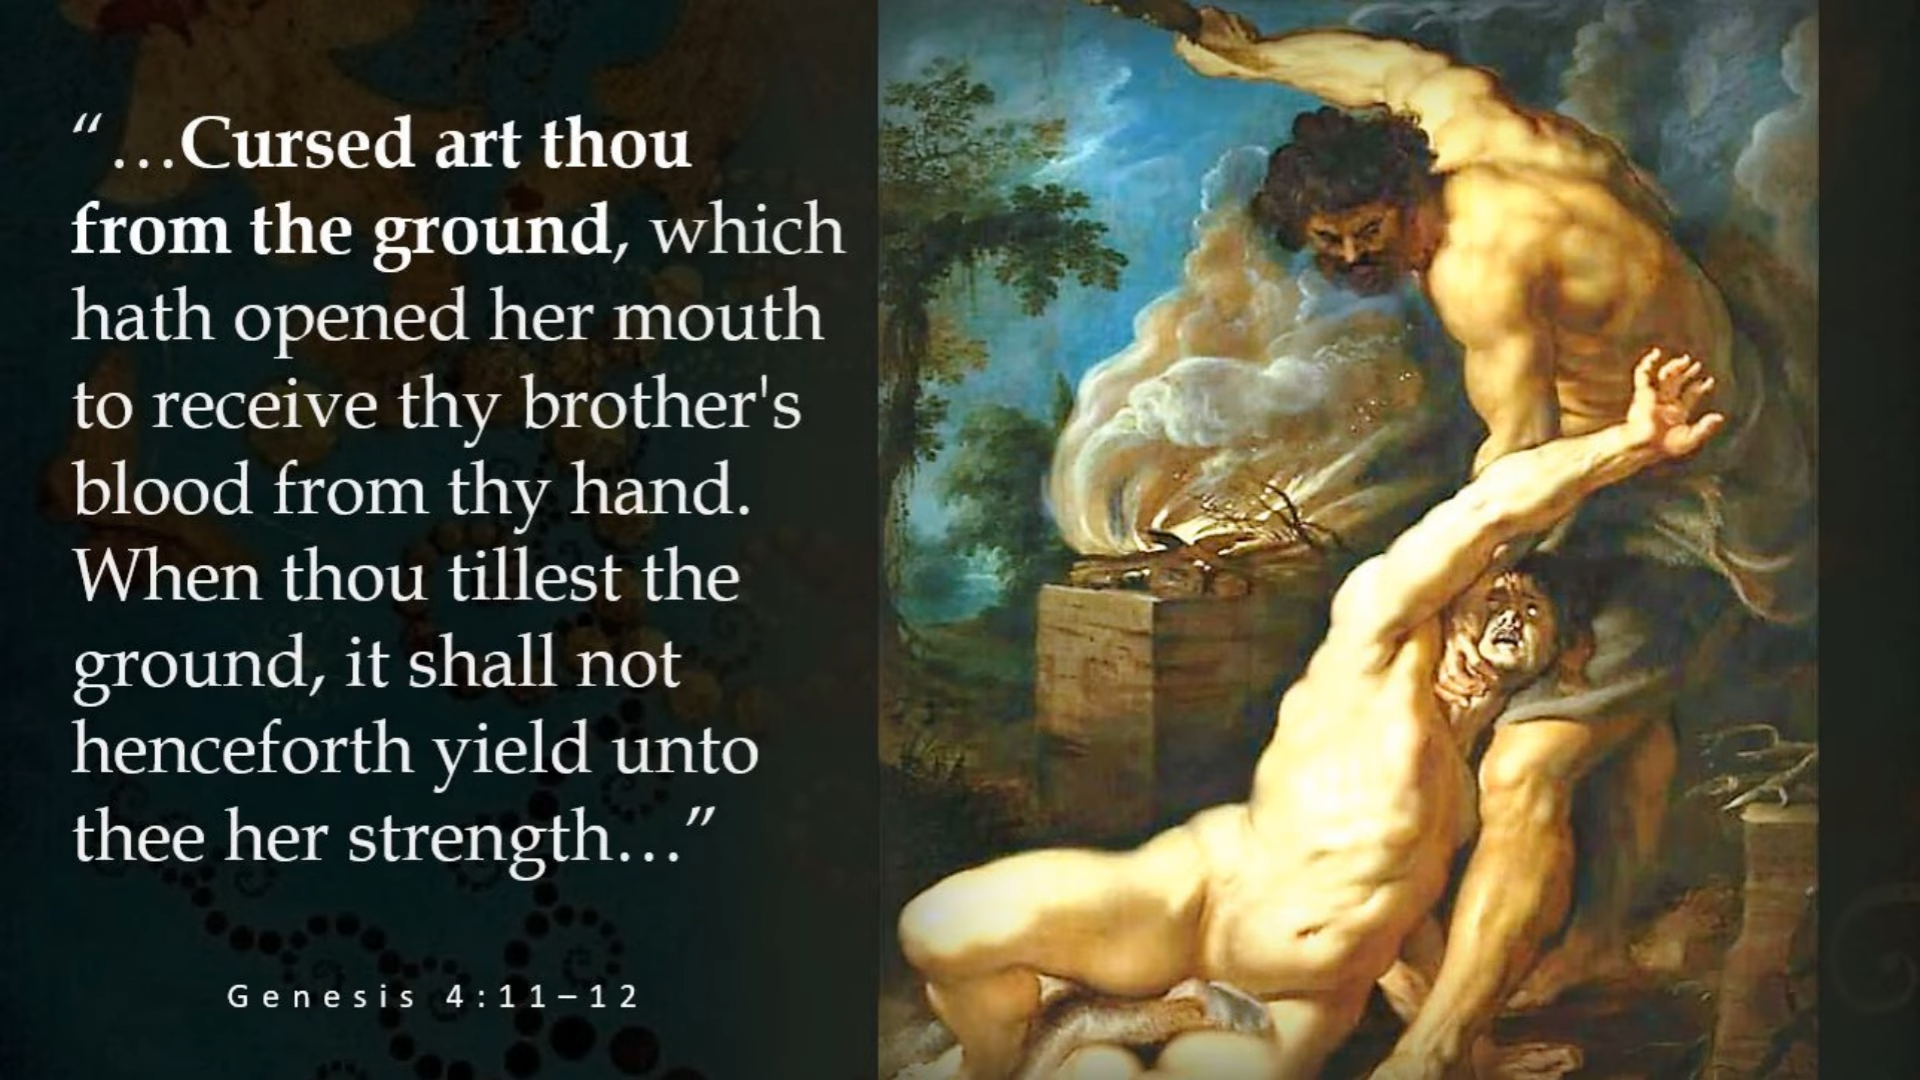 “…Cursed art thou
from the ground, which
hath opened her mouth
to receive thy brother's
blood from thy hand.
When thou tillest the
ground, it shall not
henceforth yield unto
thee her strength…”
Genesis 4:11–12